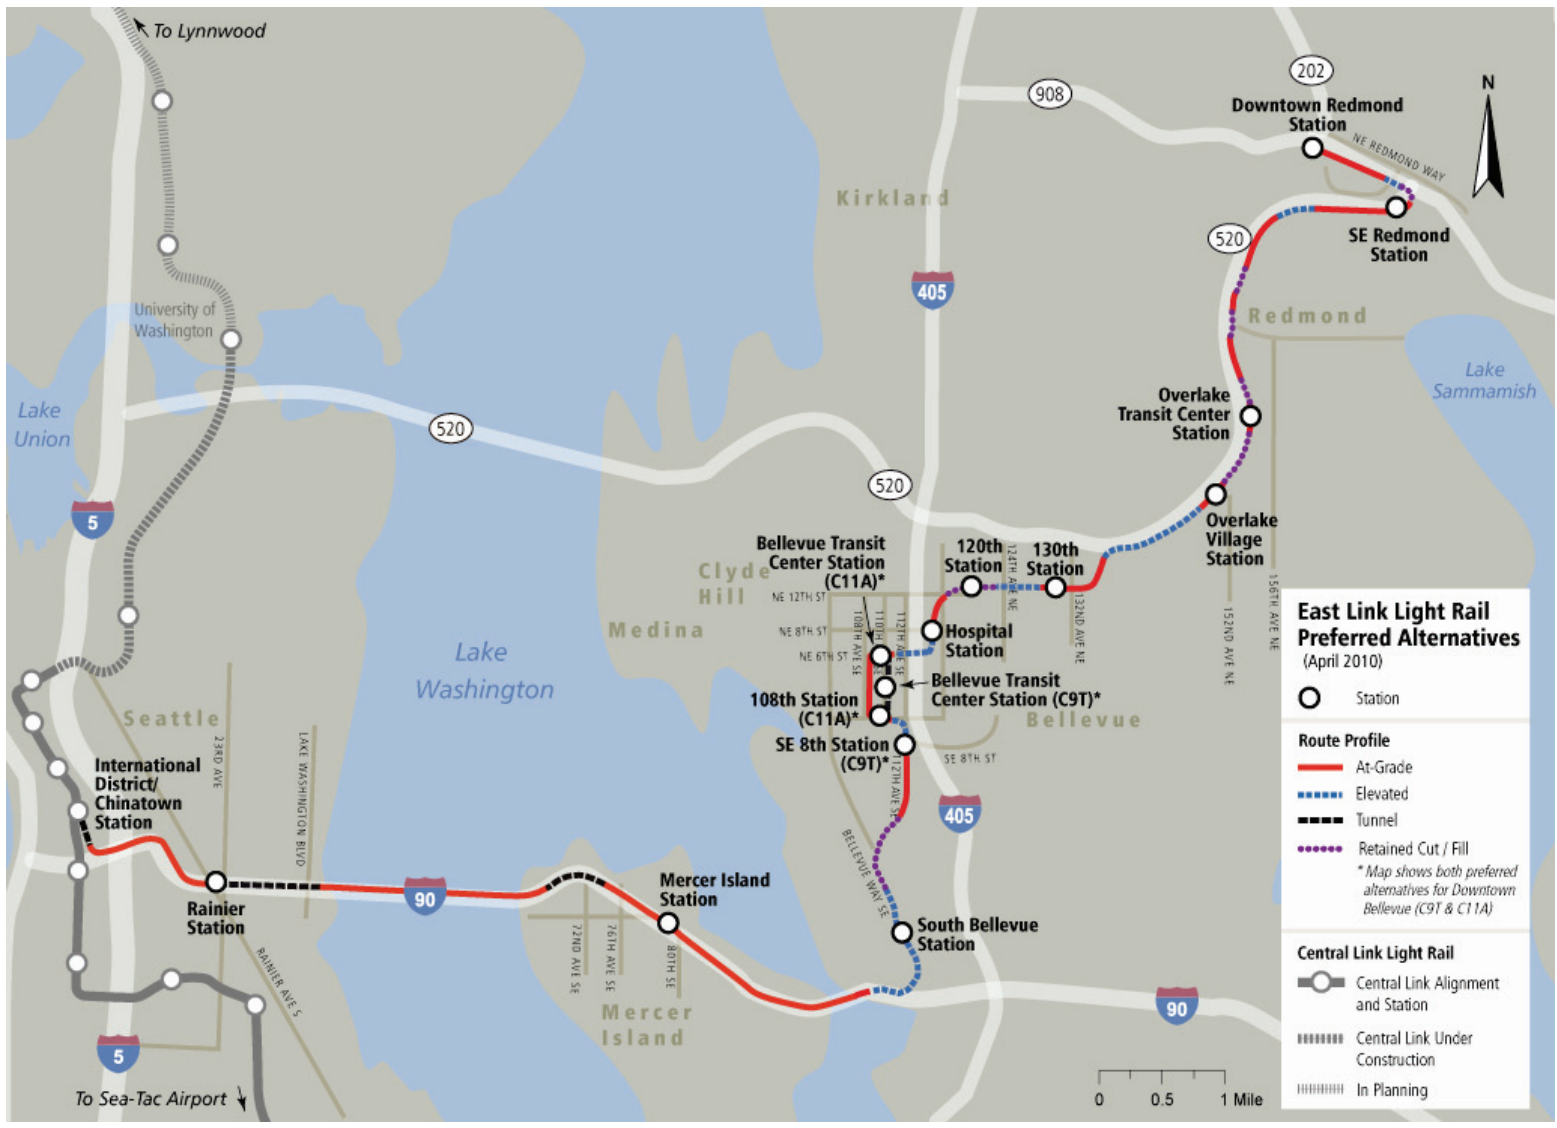 To Lynnwood
202
908
Downtown Redmond
Station
N
NE REDMOND WAY
Kirkland
SE Redmond
Station
520
405
University of
Washington
Redmond
Lake
Sammamish
Lake
Union
520
Overlake
Transit Center
Station
520
5
Overlake
Village
Station
Bellevue Transit
Center Station
(C11A)*
120th
Station
130th
Station
124TH AVE NE
Clyde
Hill
NE 12TH ST
108TH AVE SE
110TH
112TH AVE SE
132ND AVE NE
152ND AVE NE
156TH AVE NE
Medina
NE 8TH ST
Hospital
Station
NE 6TH ST
Lake
Washington
Bellevue Transit
Center Station (C9T)*
108th Station
(C11A)*
Bellevue
SE 8th Station
(C9T)*
SE 8TH ST
112TH AVE SE
Seattle
23RD AVE
LAKE WASHINGTON BLVD
International
District/
Chinatown
Station
405
BELLEVUE WAY SE
Rainier
Station
90
Mercer Island
Station
South Bellevue
Station
72ND AVE SE
76TH AVE SE
80TH SE
RAINIER AVE S
Mercer
Island
90
5
To Sea-Tac Airport
0 0.5 1 Mile
East Link Light Rail
Preferred Alternatives
(April 2010)
Station
Route Profile
At-Grade
Elevated
Tunnel
Retained Cut / Fill
* Map shows both preferred
alternatives for Downtown
Bellevue (C9T & C11A)
Central Link Light Rail
Central Link Alignment
and Station
Central Link Under
Construction
In Planning